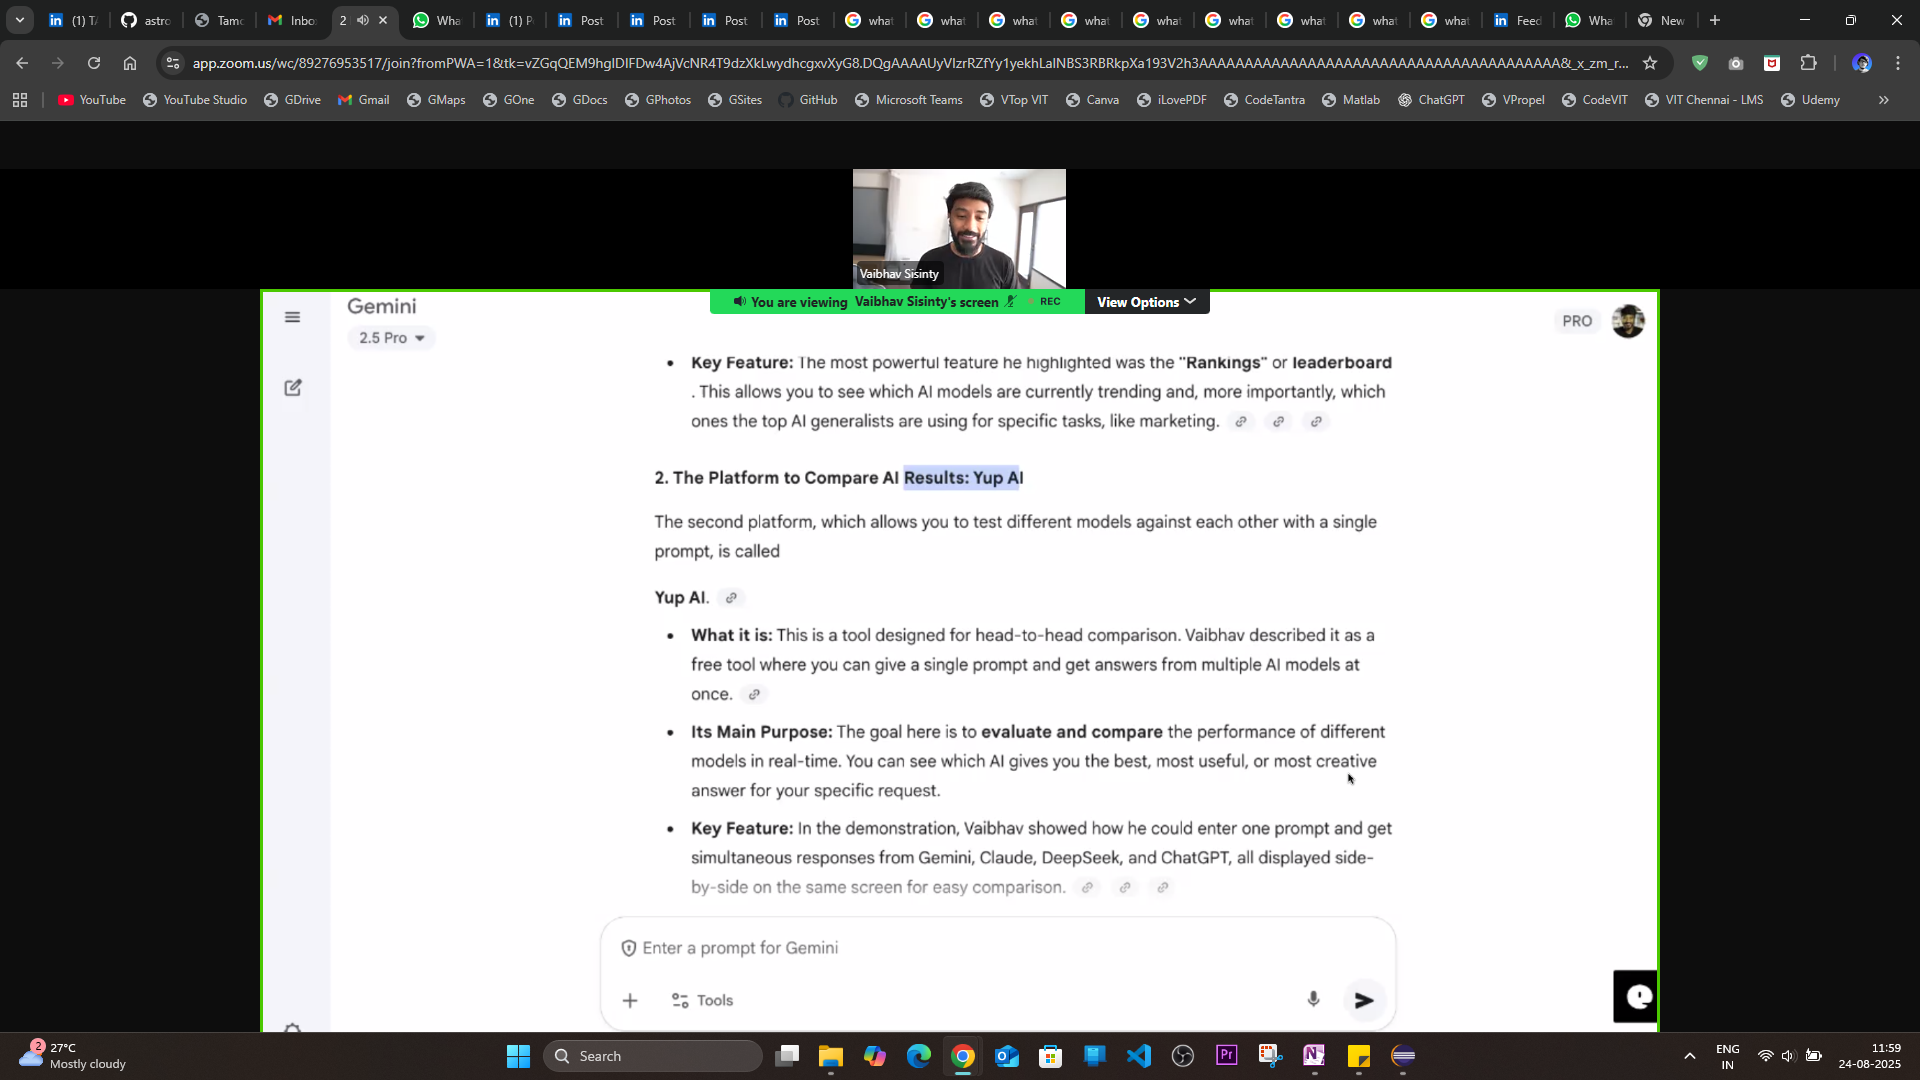 (1) TA
astro
Tamo
Inbo
2
Wha
(1) P
Post
Post
Post
Post
what
what
what
what
what
what
what
what
what
Feed
Wha
New
app.zoom.us/wc/89276953517/join?fromPWA=1&tk=
YouTube
YouTube Studio
GDrive
Gmail
GMaps
GOne
GDocs
GPhotos
GSites
GitHub
Microsoft Teams
VTop VIT
Canva
iLovePDF
CodeTantra
Matlab
ChatGPT
VPropel
CodeVIT
VIT Chennai - LMS
Udemy
Vaibhav Sisinty
You are viewing Vaibhav Sisinty's screen
REC
View Options
Gemini
2.5 Pro
PRO
Key Feature: The most powerful feature he highlighted was the "Rankings" or leaderboard
. This allows you to see which AI models are currently trending and, more importantly, which
ones the top AI generalists are using for specific tasks, like marketing.
2. The Platform to Compare AI Results: Yup AI
The second platform, which allows you to test different models against each other with a single
prompt, is called
Yup AI.
What it is: This is a tool designed for head-to-head comparison. Vaibhav described it as a
free tool where you can give a single prompt and get answers from multiple AI models at
once.
Its Main Purpose: The goal here is to evaluate and compare the performance of different
models in real-time. You can see which AI gives you the best, most useful, or most creative
answer for your specific request.
Key Feature: In the demonstration, Vaibhav showed how he could enter one prompt and get
simultaneous responses from Gemini, Claude, DeepSeek, and ChatGPT, all displayed side-
by-side on the same screen for easy comparison.
Enter a prompt for Gemini
Tools
2
27°C
Mostly cloudy
Search
Pr
ENG
IN
11:59
24-08-2025